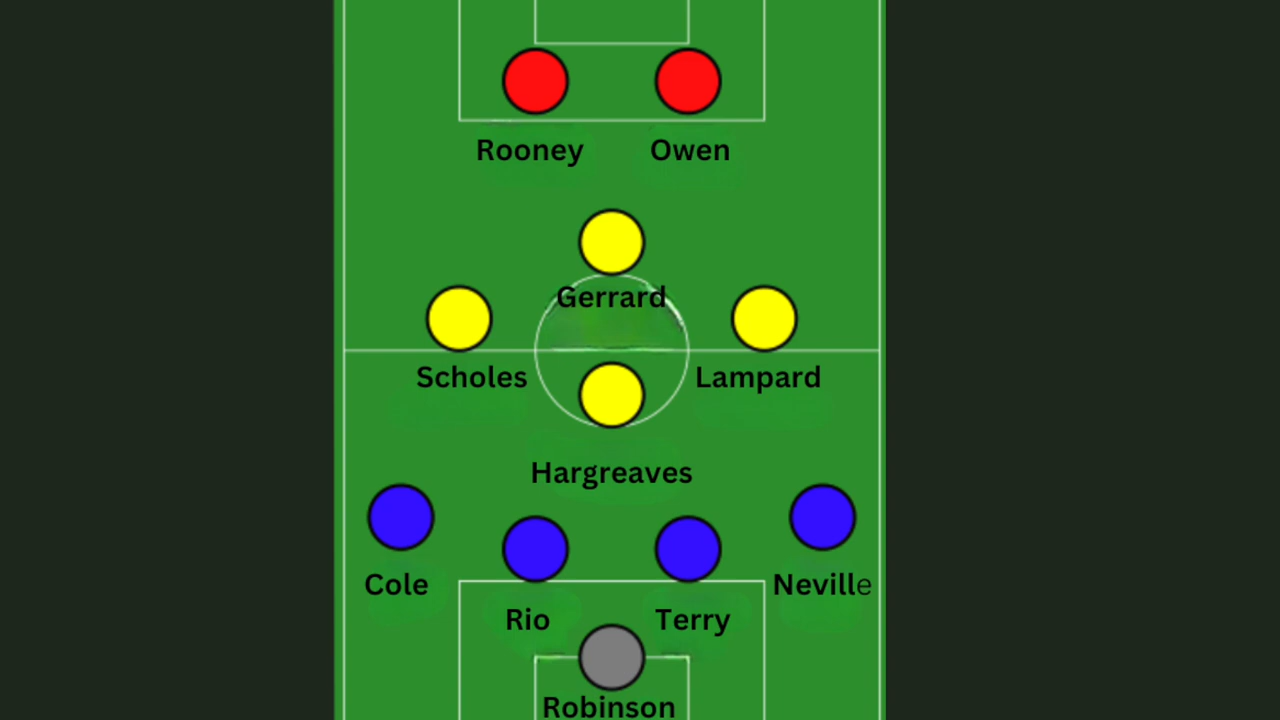 Rooney
Owen
Gerrard
Scholes
Lampard
Hargreaves
Cole
Neville
Rio
Terry
Robinson